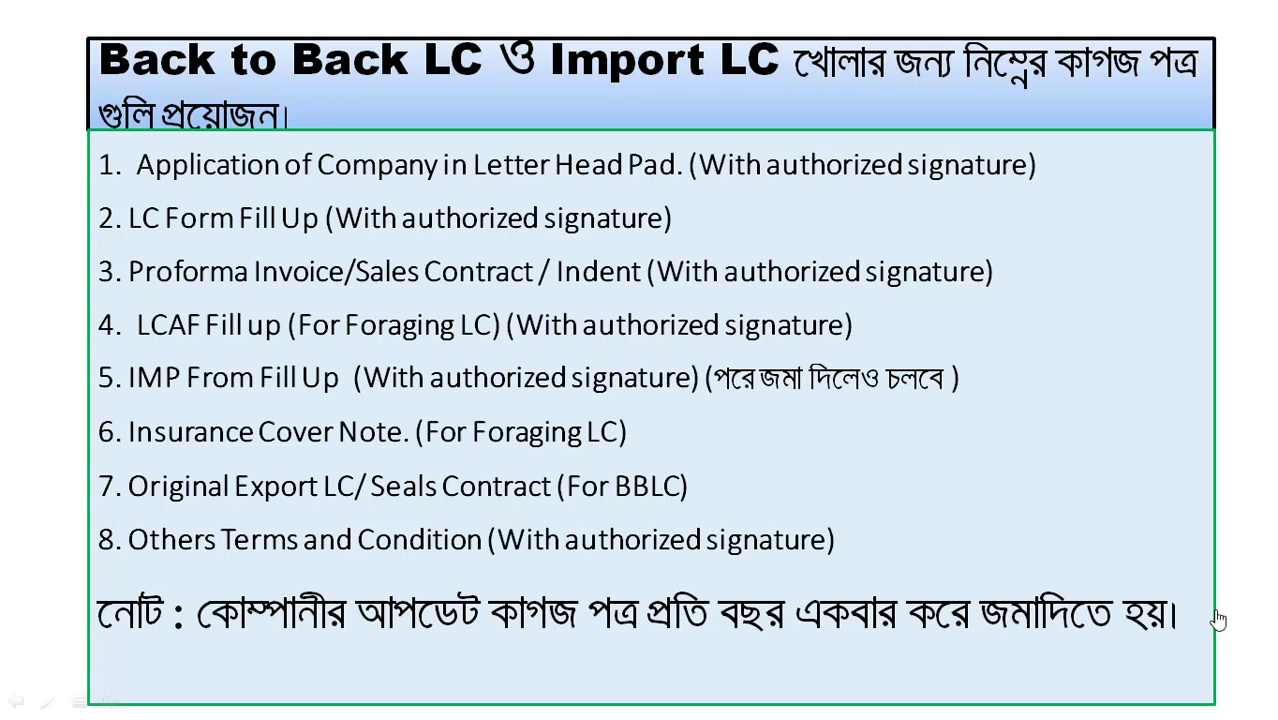 Back to Back LC ও Import LC খোলার জন্য নিম্নের কাগজ পত্র
গুলি প্রয়োজন।
1. Application of Company in Letter Head Pad. (With authorized signature)
2. LC Form Fill Up (With authorized signature)
3. Proforma Invoice/Sales Contract / Indent (With authorized signature)
4. LCAF Fill up (For Foraging LC) (With authorized signature)
5. IMP From Fill Up (With authorized signature) (পরে জমা দিলেও চলবে )
6. Insurance Cover Note. (For Foraging LC)
7. Original Export LC/ Seals Contract (For BBLC)
8. Others Terms and Condition (With authorized signature)
নোট : কোম্পানীর আপডেট কাগজ পত্র প্রতি বছর একবার করে জমাদিতে হয়।